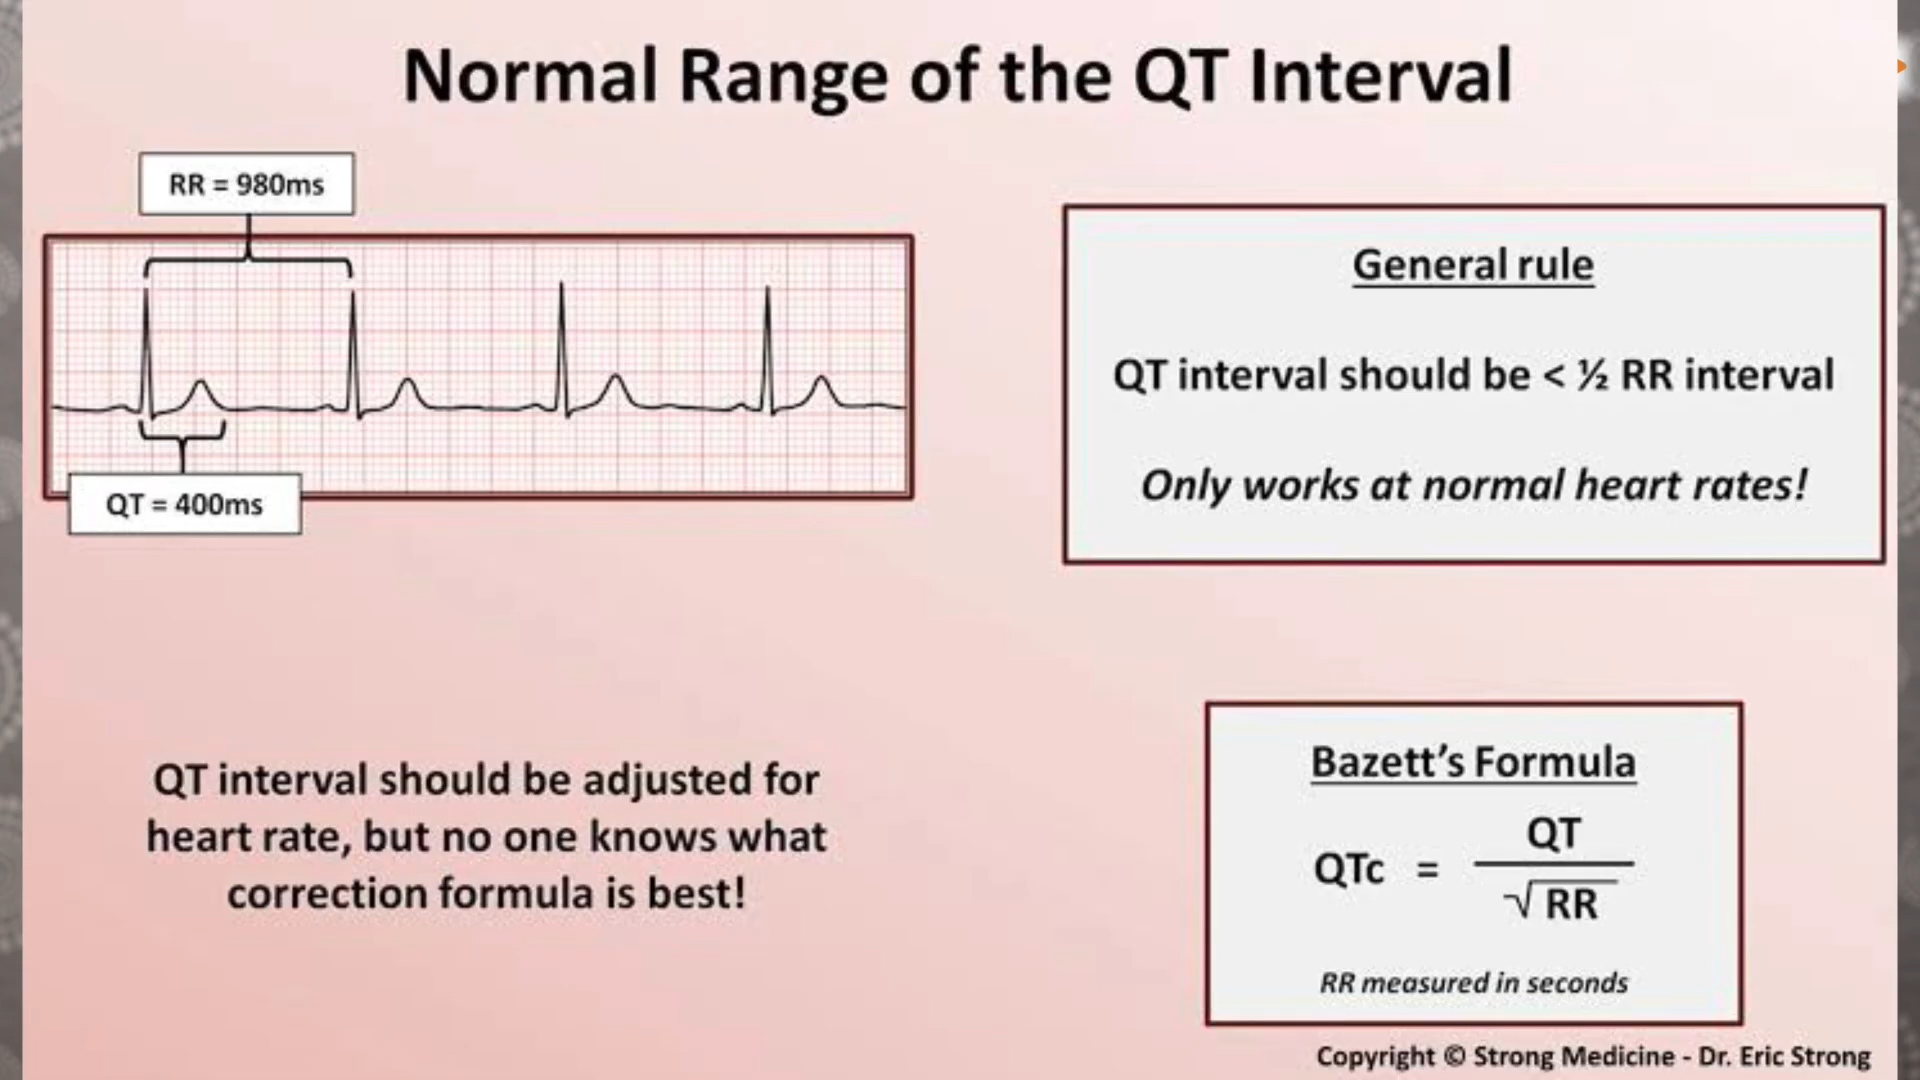 Normal Range of the QT Interval
RR = 980ms
QT = 400ms
General rule
QT interval should be < ½ RR interval
Only works at normal heart rates!
QT interval should be adjusted for
heart rate, but no one knows what
correction formula is best!
Bazett's Formula
QTc = QT
√RR
RR measured in seconds
Copyright © Strong Medicine - Dr. Eric Strong